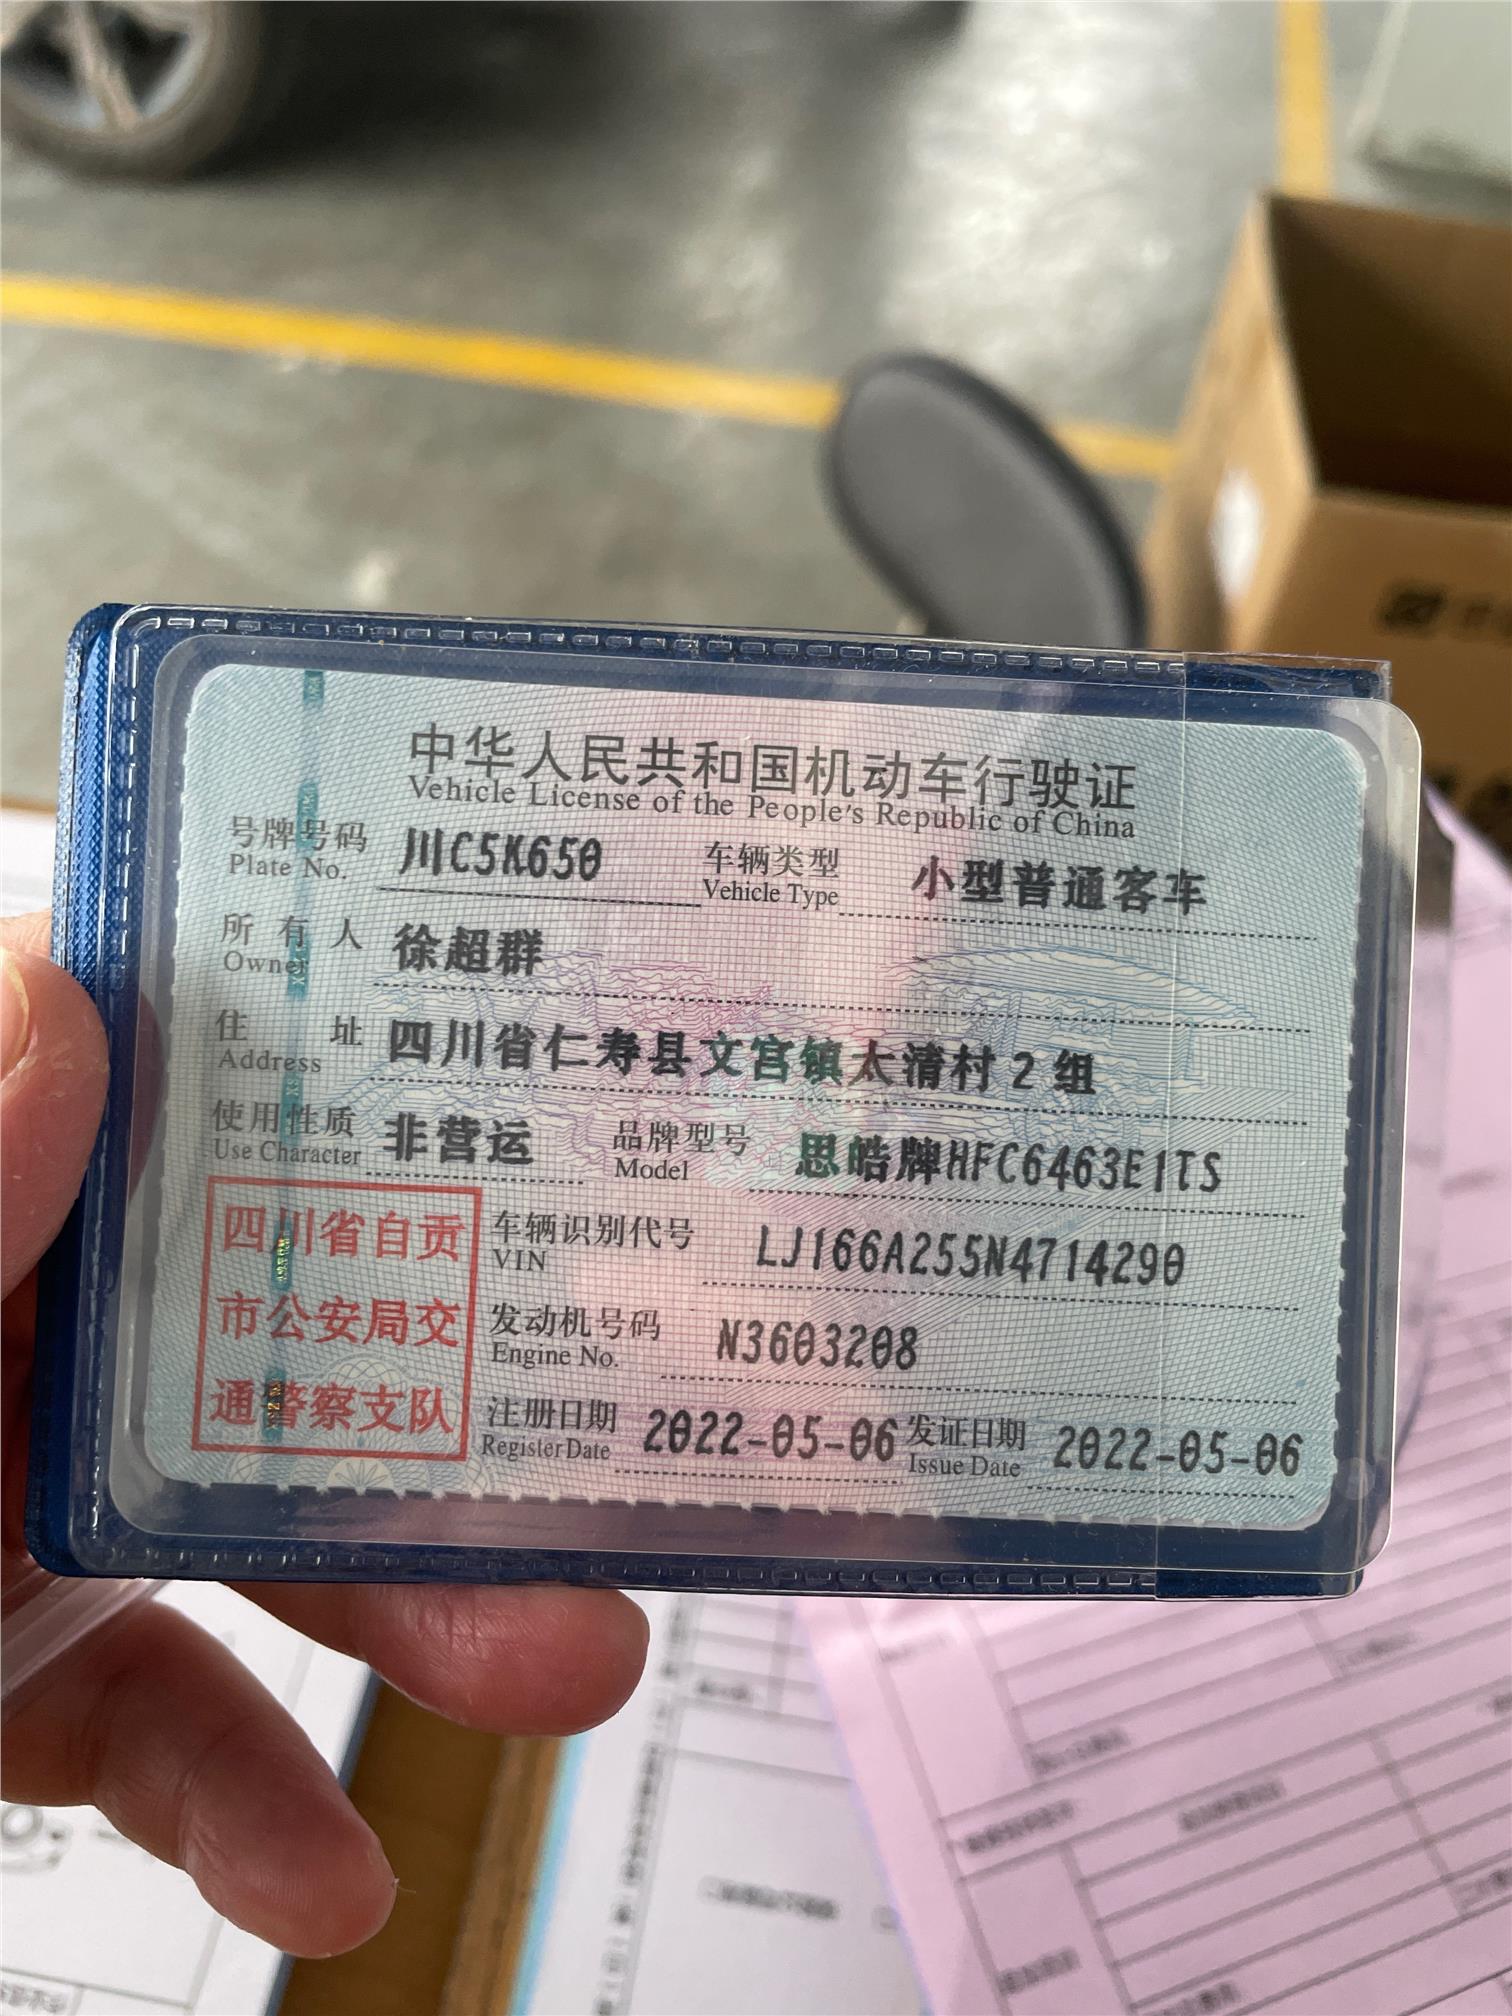 中华人民共和国机动车行驶证
Vehicle License of the People's Republic of China
号牌号码 川C5K650 车辆类型 小型普通客车
Plate No. Vehicle Type
所有人 徐超群
Owner
住址 四川省仁寿县文宫镇太清村2组
Address
使用性质 非营运 品牌型号 思皓牌HFC6463E1TS
Use Character Model
四川省自贡
市公安局交
通警察支队
车辆识别代号 LJ166A255N4714290
VIN
发动机号码 N3603208
Engine No.
注册日期 2022-05-06 发证日期 2022-05-06
Register Date Issue Date